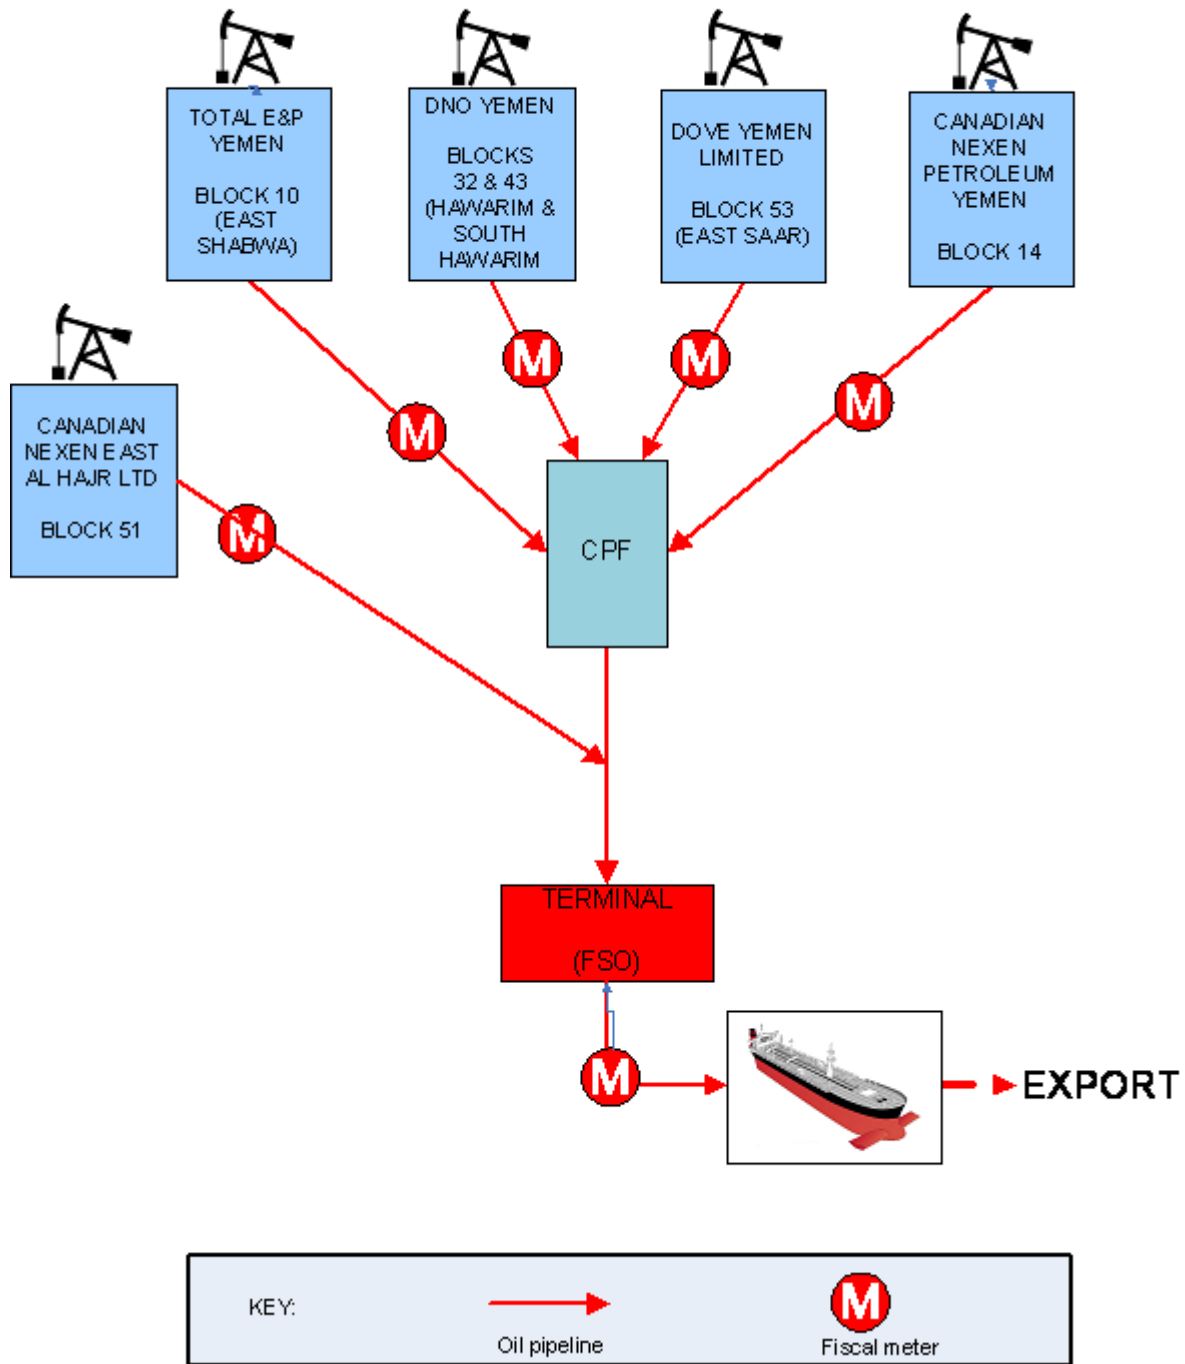 TOTAL E&P
YEMEN
BLOCK 10
(EAST
SHABWA)
DNO YEMEN
BLOCKS
32 & 43
(HAWARIM &
SOUTH
HAWARIM
DOVE YEMEN
LIMITED
BLOCK 53
(EAST SAAR)
CANADIAN
NEXEN
PETROLEUM
YEMEN
BLOCK 14
M
M
M
M
CANADIAN
NEXEN EAST
AL HAJR LTD
BLOCK 51
M
CPF
TERMINAL
(FSO)
M
EXPORT
KEY:
Oil pipeline
M
Fiscal meter